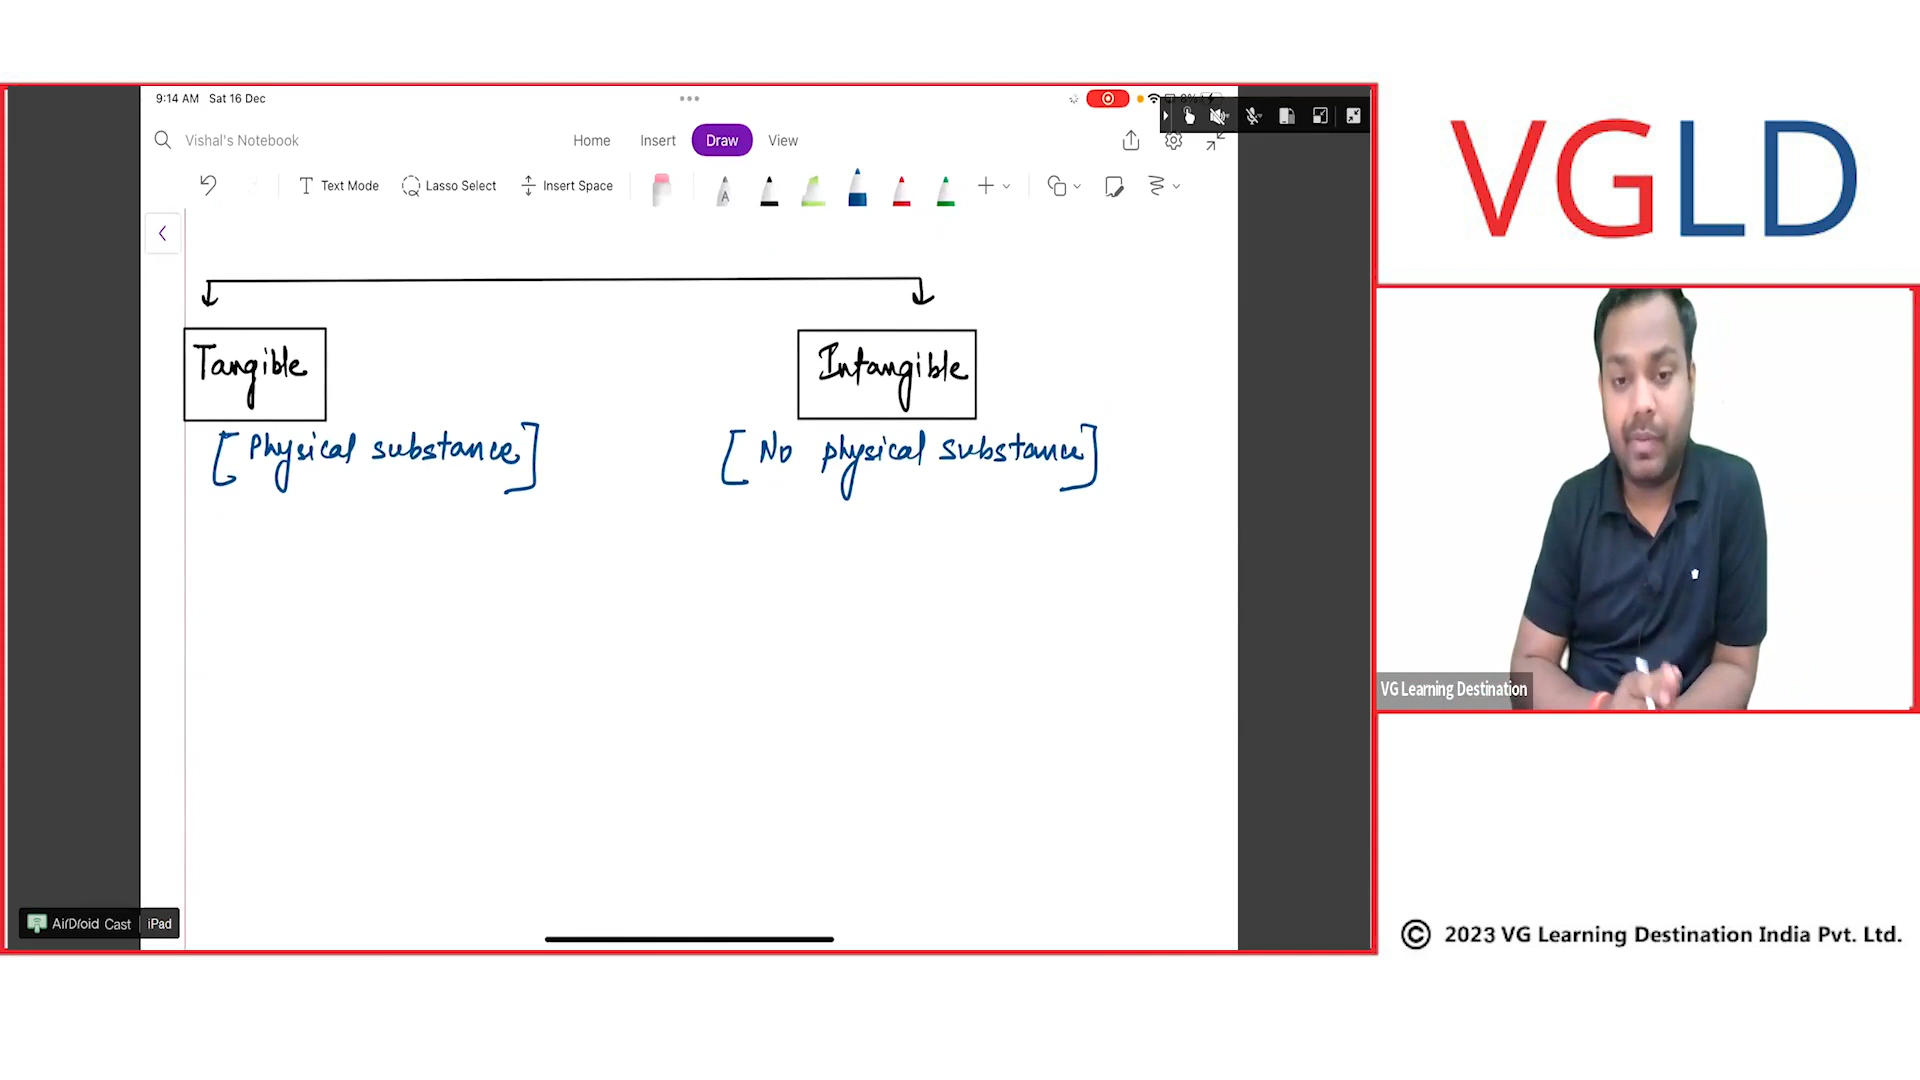 9:14 AM Sat 16 Dec
8%
Vishal's Notebook
Home Insert Draw View
Text Mode Lasso Select Insert Space
A
Tangible
Intangible
[Physical substance]
[No physical substance]
AirDroid Cast iPad
VGLD
VG Learning Destination
© 2023 VG Learning Destination India Pvt. Ltd.